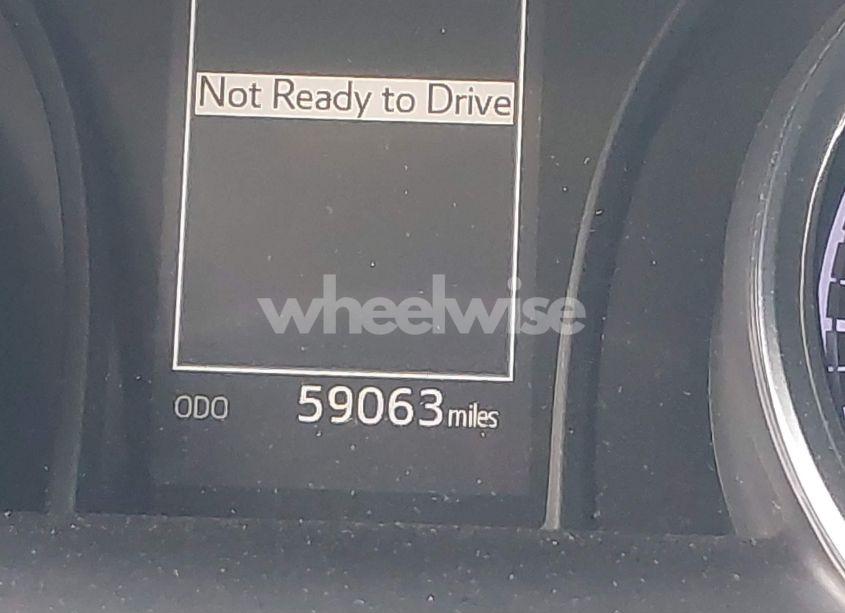 Not Ready to Drive
wheelwise
ODO 59063 miles